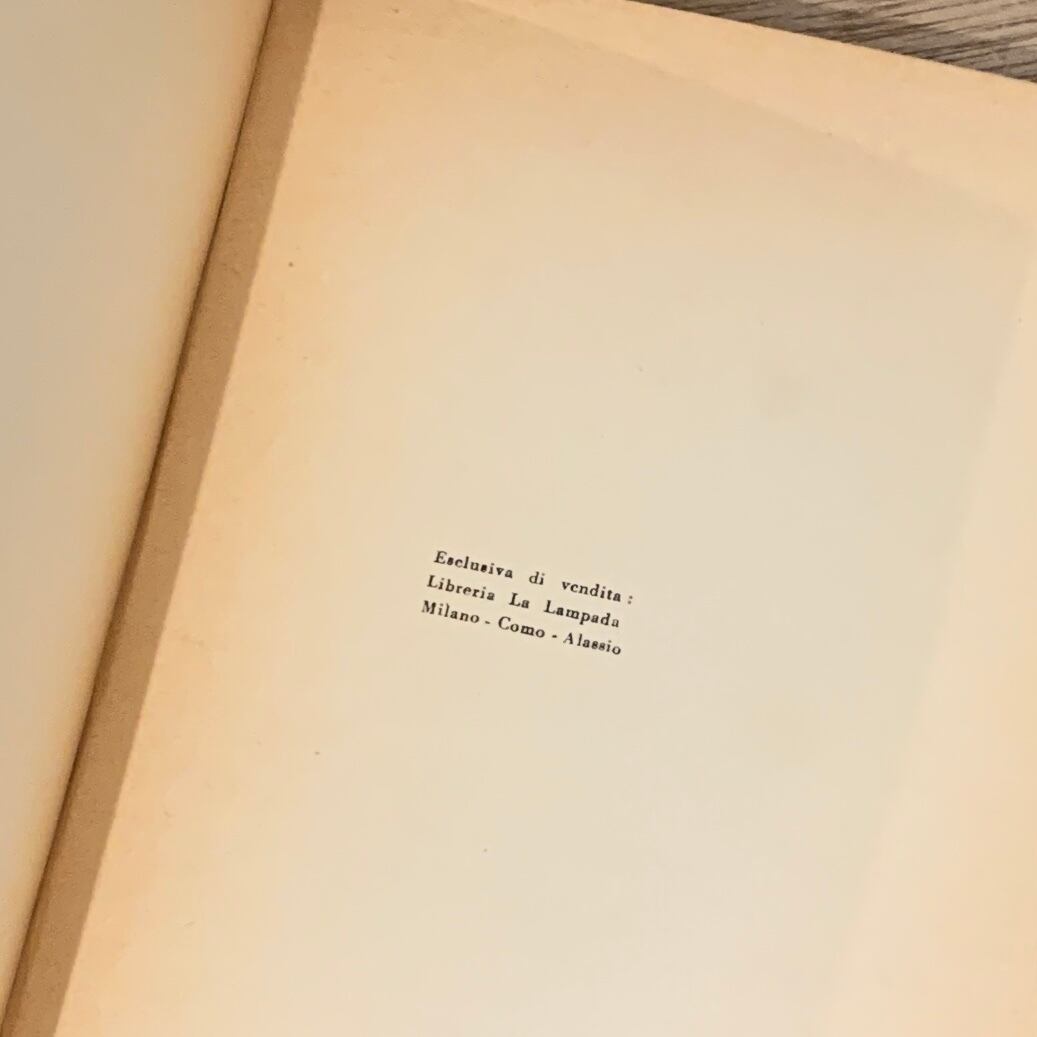 Esclusiva di vendita :
Libreria La Lampada
Milano - Como - Alassio